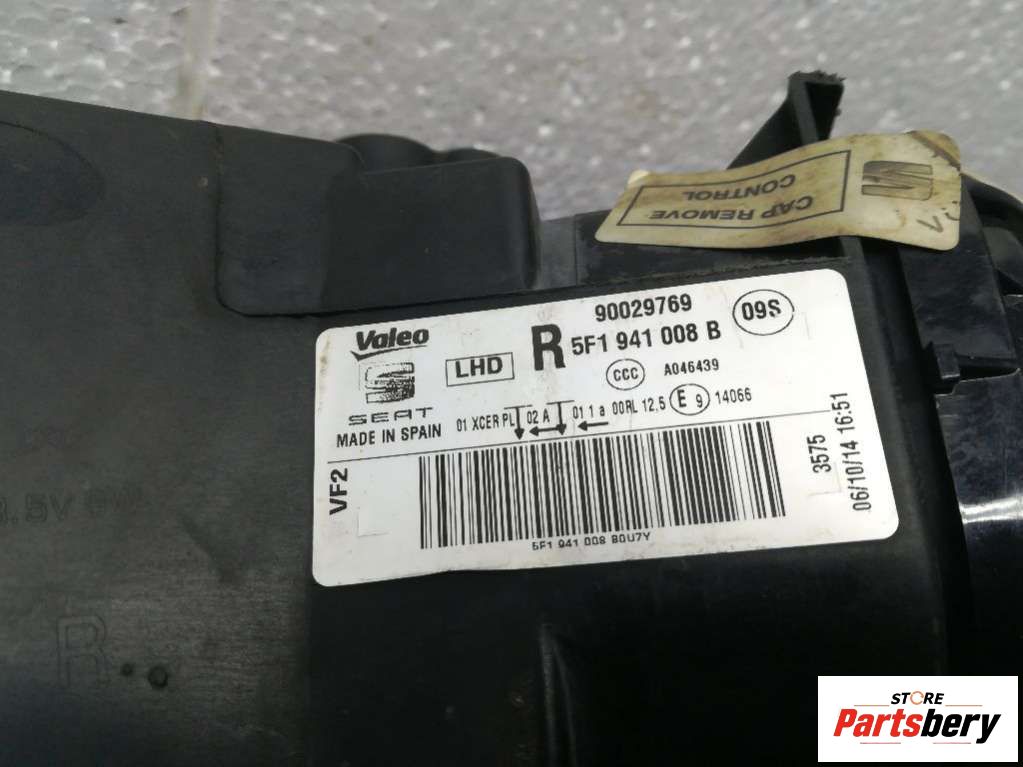 CAP REMOVE
CONTROL
Valeo
SEAT
MADE IN SPAIN
LHD
R
90029769
5F1 941 008 B
09S
CCC
A046439
01 XCER PL 02 A 01 1 a 00RL 12,5 E 9 14066
VF2
3575
06/10/14 16:51
5F1 941 008 B0U7Y
R
STORE
Partsbery